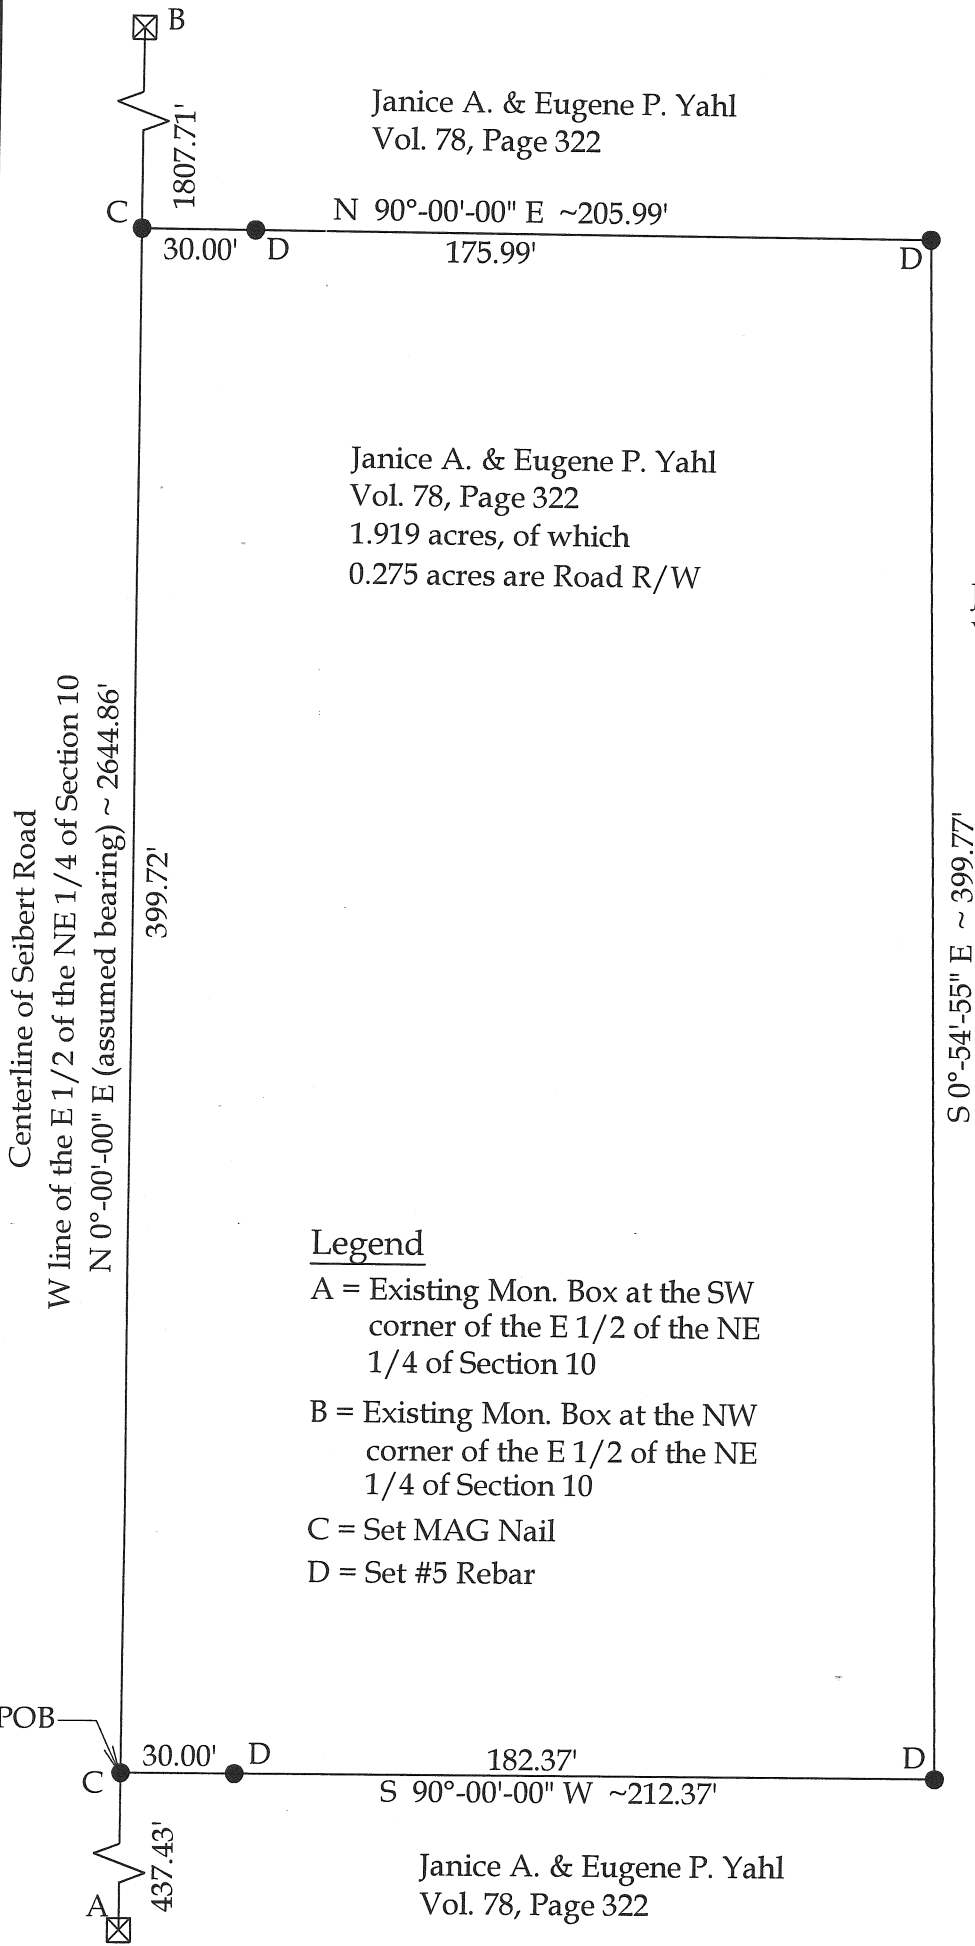 B
Janice A. & Eugene P. Yahl
Vol. 78, Page 322
1807.71'
C
N 90°-00'-00" E ~205.99'
30.00'
D
175.99'
D
Janice A. & Eugene P. Yahl
Vol. 78, Page 322
1.919 acres, of which
0.275 acres are Road R/W
Centerline of Seibert Road
W line of the E 1/2 of the NE 1/4 of Section 10
N 0°-00'-00" E (assumed bearing) ~ 2644.86'
399.72'
S 0°-54'-55" E ~ 399.77'
Legend
A = Existing Mon. Box at the SW
corner of the E 1/2 of the NE
1/4 of Section 10
B = Existing Mon. Box at the NW
corner of the E 1/2 of the NE
1/4 of Section 10
C = Set MAG Nail
D = Set #5 Rebar
POB
30.00'
D
182.37'
D
C
S 90°-00'-00" W ~212.37'
437.43'
A
Janice A. & Eugene P. Yahl
Vol. 78, Page 322